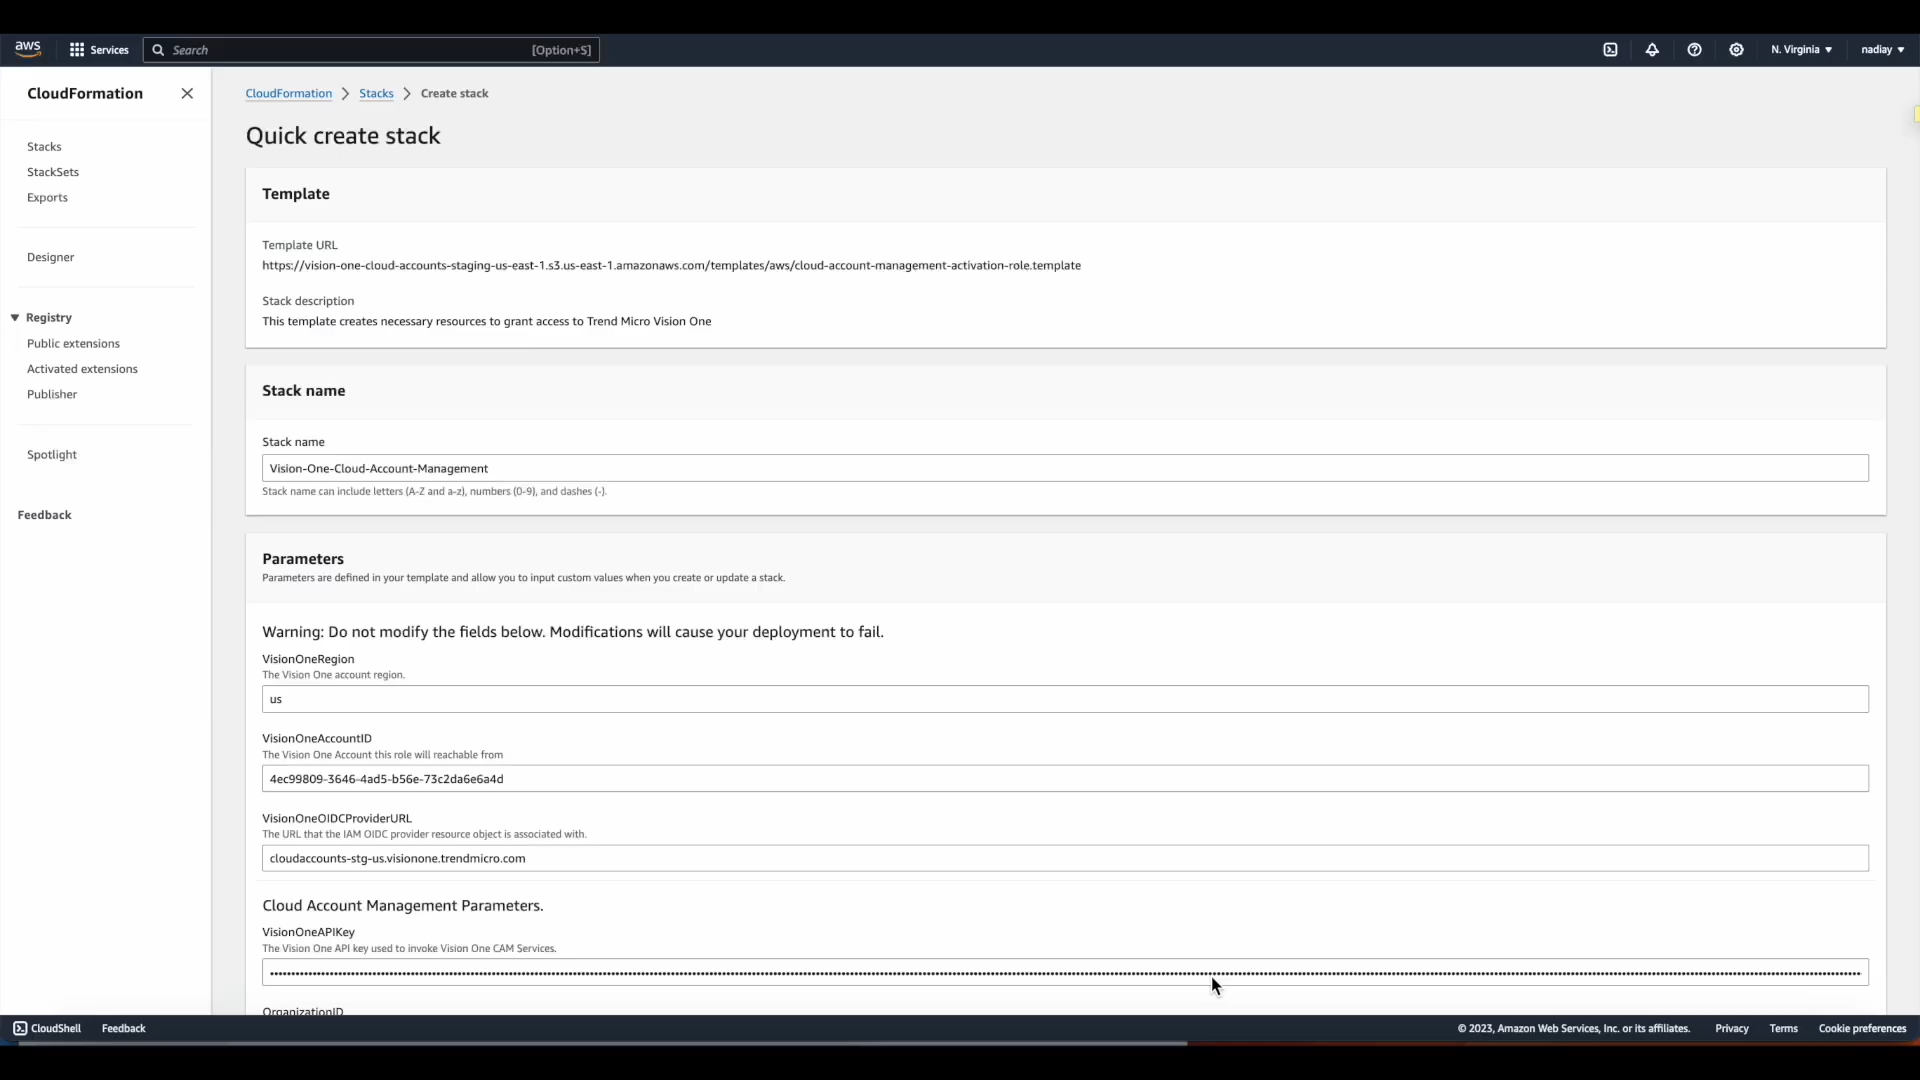 aws
Services
Search
[Option+S]
N. Virginia
nadiay
CloudFormation
Stacks
StackSets
Exports
Designer
Registry
Public extensions
Activated extensions
Publisher
Spotlight
Feedback
CloudFormation
Stacks
Create stack
Quick create stack
Template
Template URL
https://vision-one-cloud-accounts-staging-us-east-1.s3.us-east-1.amazonaws.com/templates/aws/cloud-account-management-activation-role.template
Stack description
This template creates necessary resources to grant access to Trend Micro Vision One
Stack name
Stack name
Vision-One-Cloud-Account-Management
Stack name can include letters (A-Z and a-z), numbers (0-9), and dashes (-).
Parameters
Parameters are defined in your template and allow you to input custom values when you create or update a stack.
Warning: Do not modify the fields below. Modifications will cause your deployment to fail.
VisionOneRegion
The Vision One account region.
us
VisionOneAccountID
The Vision One Account this role will reachable from
4ec99809-3646-4ad5-b56e-73c2da6e6a4d
VisionOneOIDCProviderURL
The URL that the IAM OIDC provider resource object is associated with.
cloudaccounts-stg-us.visionone.trendmicro.com
Cloud Account Management Parameters.
VisionOneAPIKey
The Vision One API key used to invoke Vision One CAM Services.
OrganizationID
CloudShell
Feedback
© 2023, Amazon Web Services, Inc. or its affiliates.
Privacy
Terms
Cookie preferences